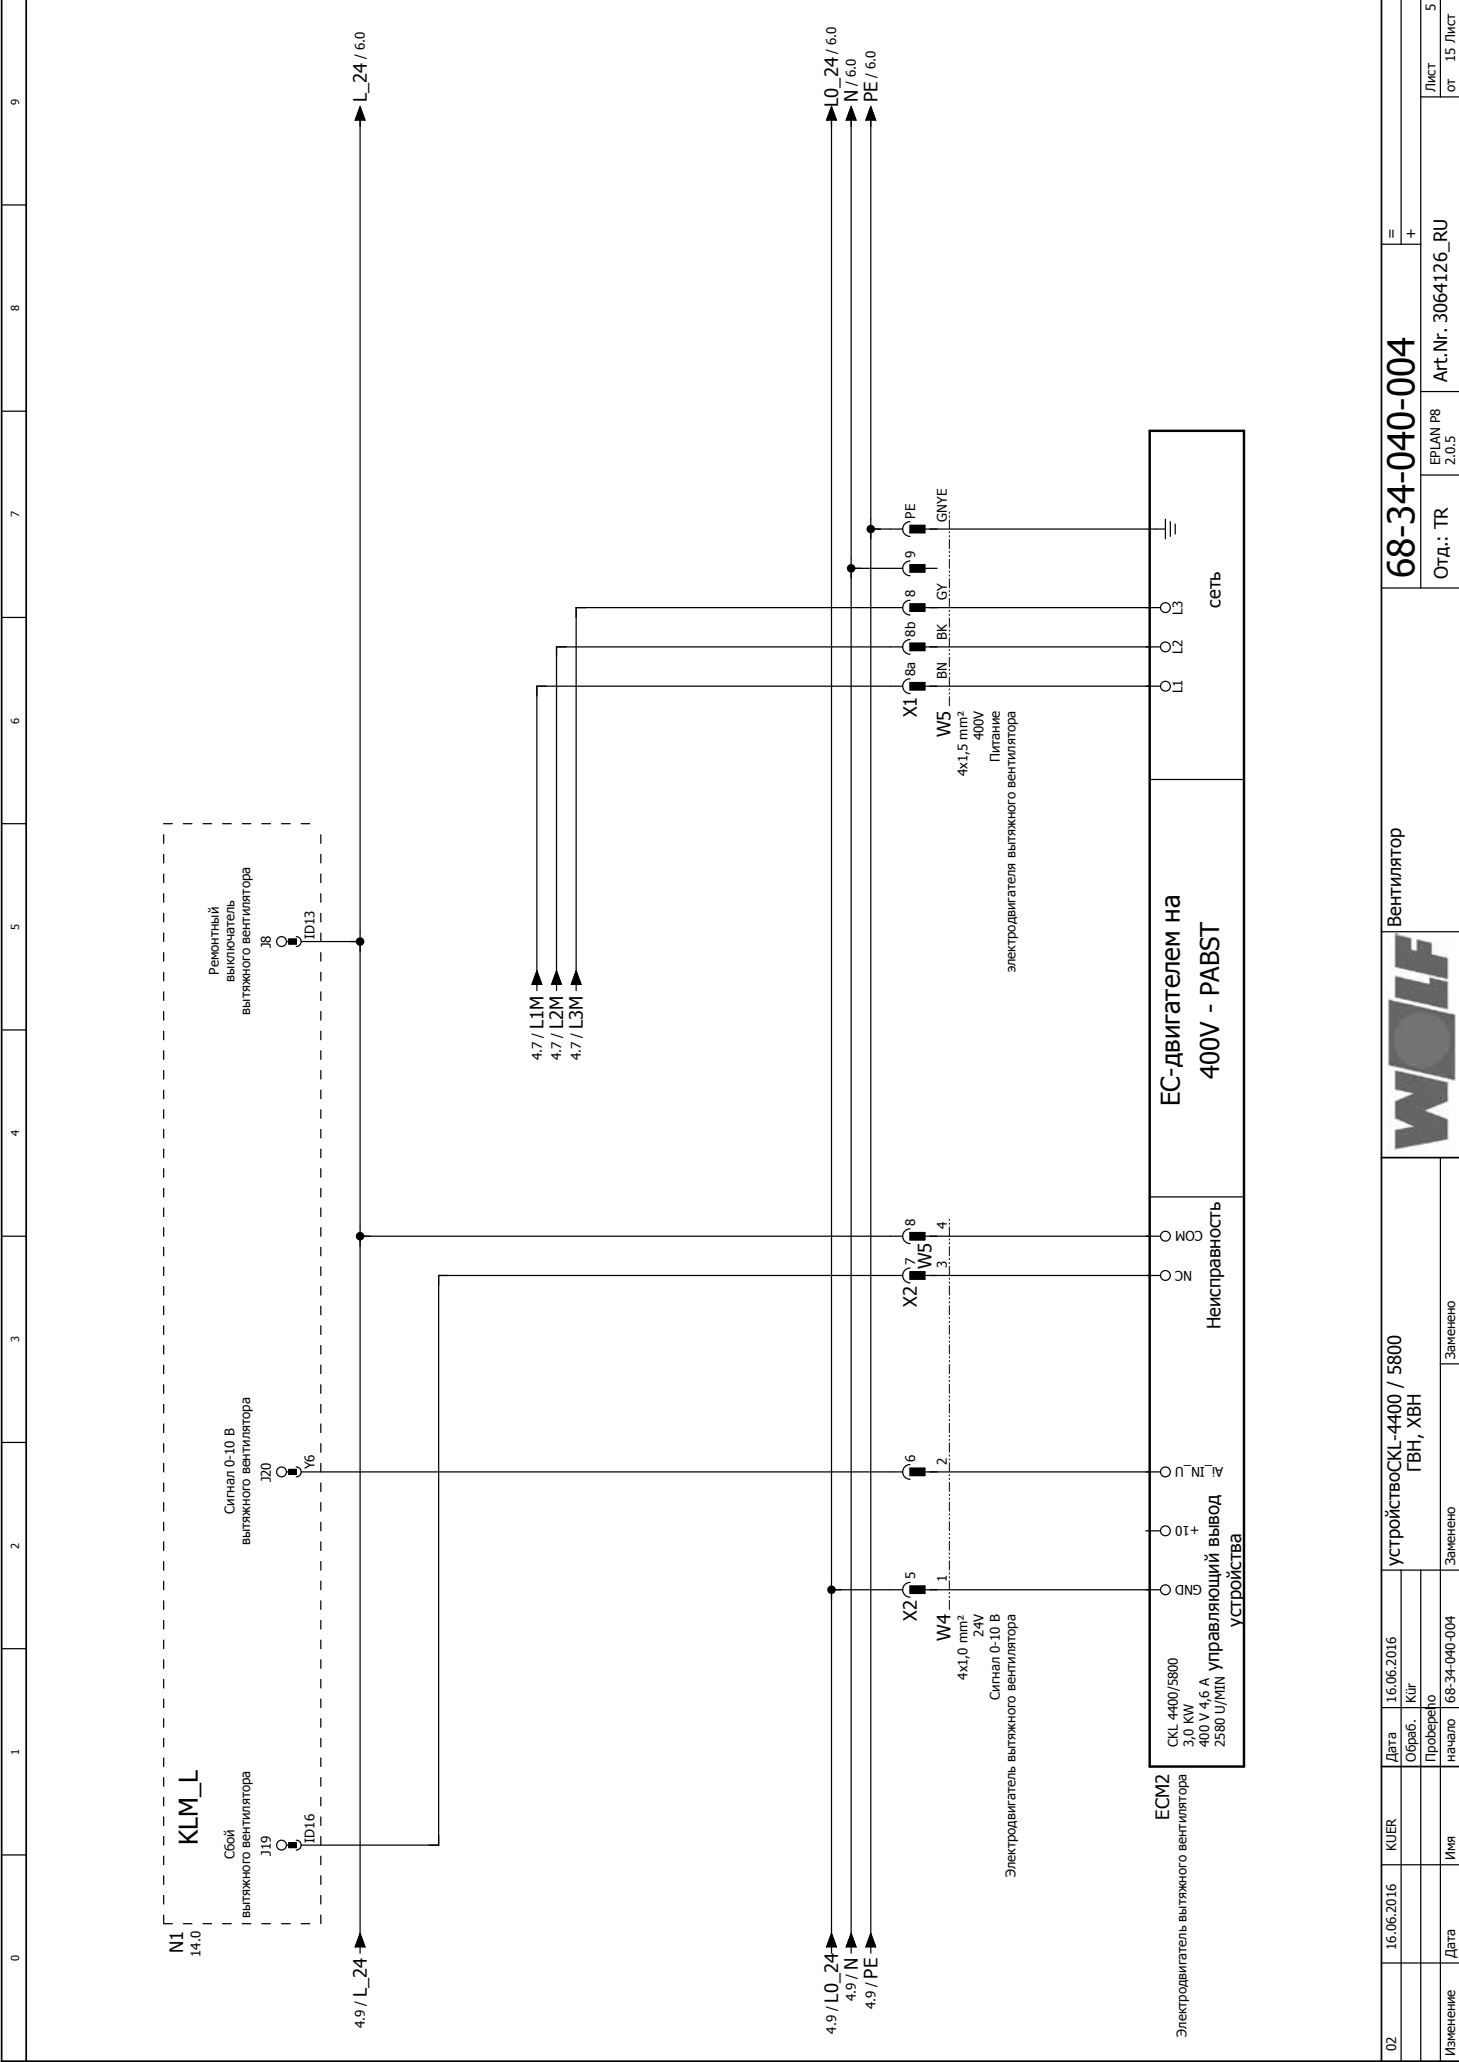 0 1 2 3 4 5 6 7 8 9
N1
14.0
KLM_L
Сбой
вытяжного вентилятора
J19
ID16
Сигнал 0-10 В
вытяжного вентилятора
J20
Y6
Ремонтный
выключатель
вытяжного вентилятора
J8
ID13
4.9 / L_24
L_24 / 6.0
4.7 / L1M
4.7 / L2M
4.7 / L3M
4.9 / L0_24
4.9 / N
4.9 / PE
L0_24 / 6.0
N / 6.0
PE / 6.0
X2 5 6 X2 7 8 X1 8a 8b 8 9 PE
W5
W4 1 2 3 4
4x1,0 mm²
24V
Сигнал 0-10 В
Электродвигатель вытяжного вентилятора
W5 BN BK GY GNYE
4x1,5 mm²
400V
Питание
электродвигателя вытяжного вентилятора
ECM2
Электродвигатель вытяжного вентилятора
GND +10 Ai_IN_U NC COM L1 L2 L3
CKL 4400/5800
3,0 KW
400 V 4,6 A
2580 U/MIN
управляющий вывод
устройства
Неисправность
ЕС-двигателем на
400V - PABST
сеть
02 16.06.2016 KUER
Изменение Дата Имя
Дата 16.06.2016
Обраб. Kür
Проbереho
начало 68-34-040-004
устройствоCKL-4400 / 5800
ГВН, ХВН
Заменено Заменено
WOLF
Вентилятор
68-34-040-004
=
+
Отд.: TR
EPLAN P8
2.0.5
Art.Nr. 3064126_RU
Лист 5
от 15 Лист